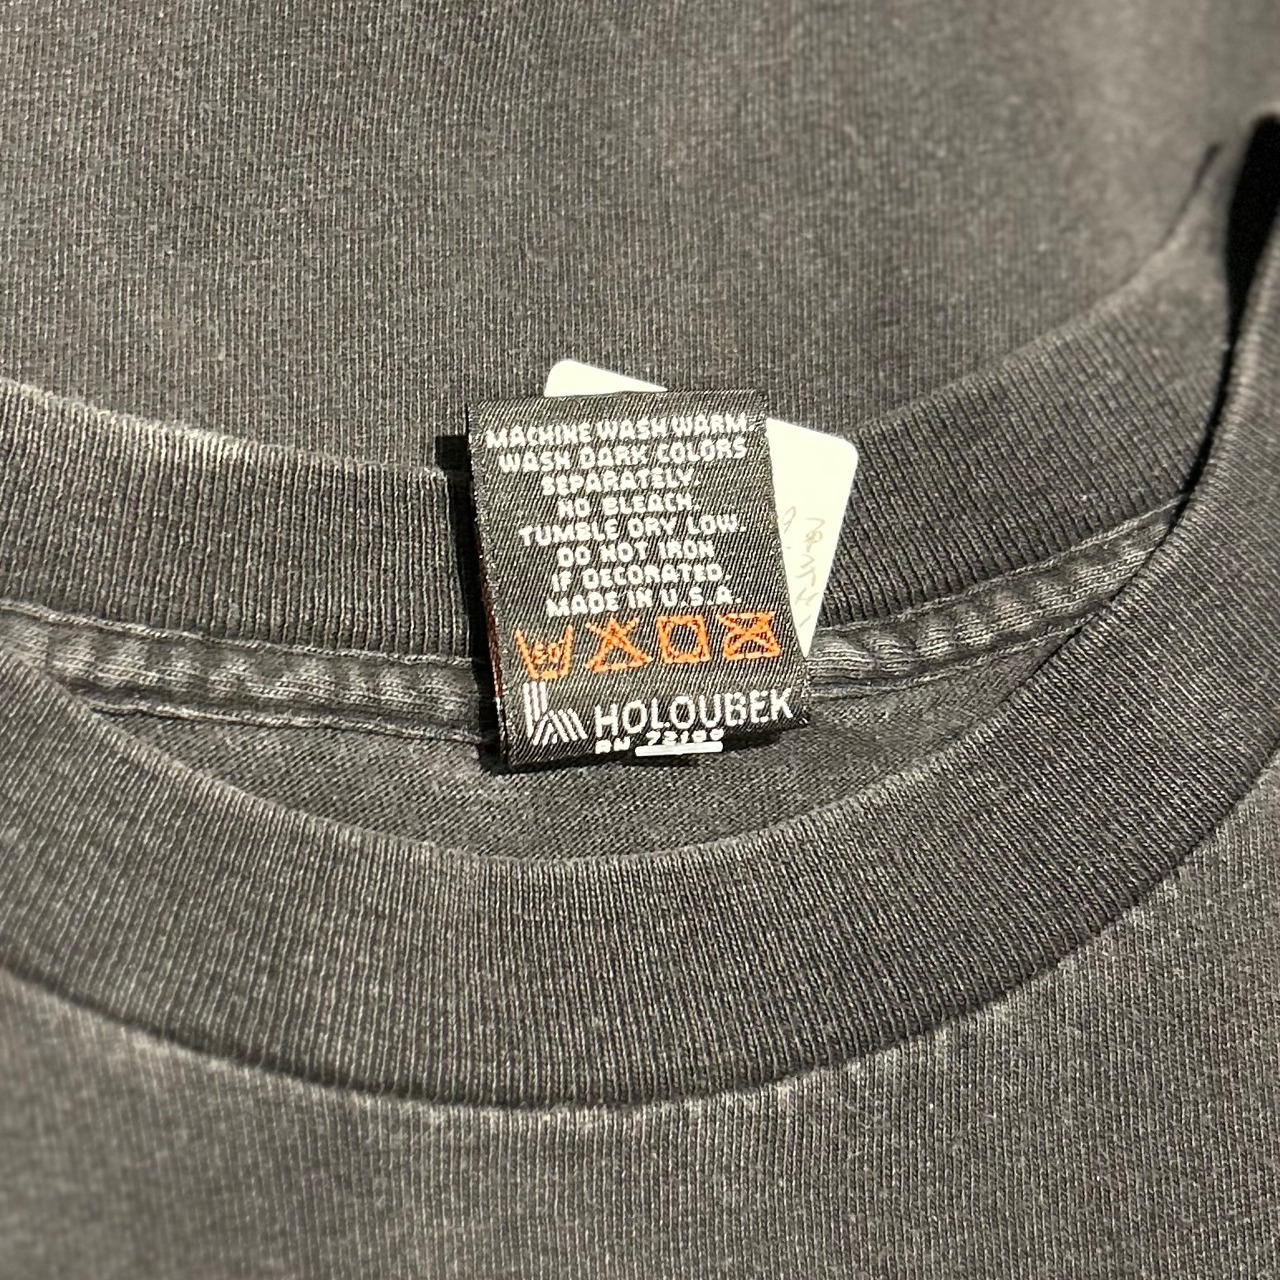 MACHINE WASH WARM
WASH DARK COLORS
SEPARATELY.
NO BLEACH.
TUMBLE DRY LOW.
DO NOT IRON
IF DECORATED.
MADE IN U.S.A.
HOLOUBEK
RN